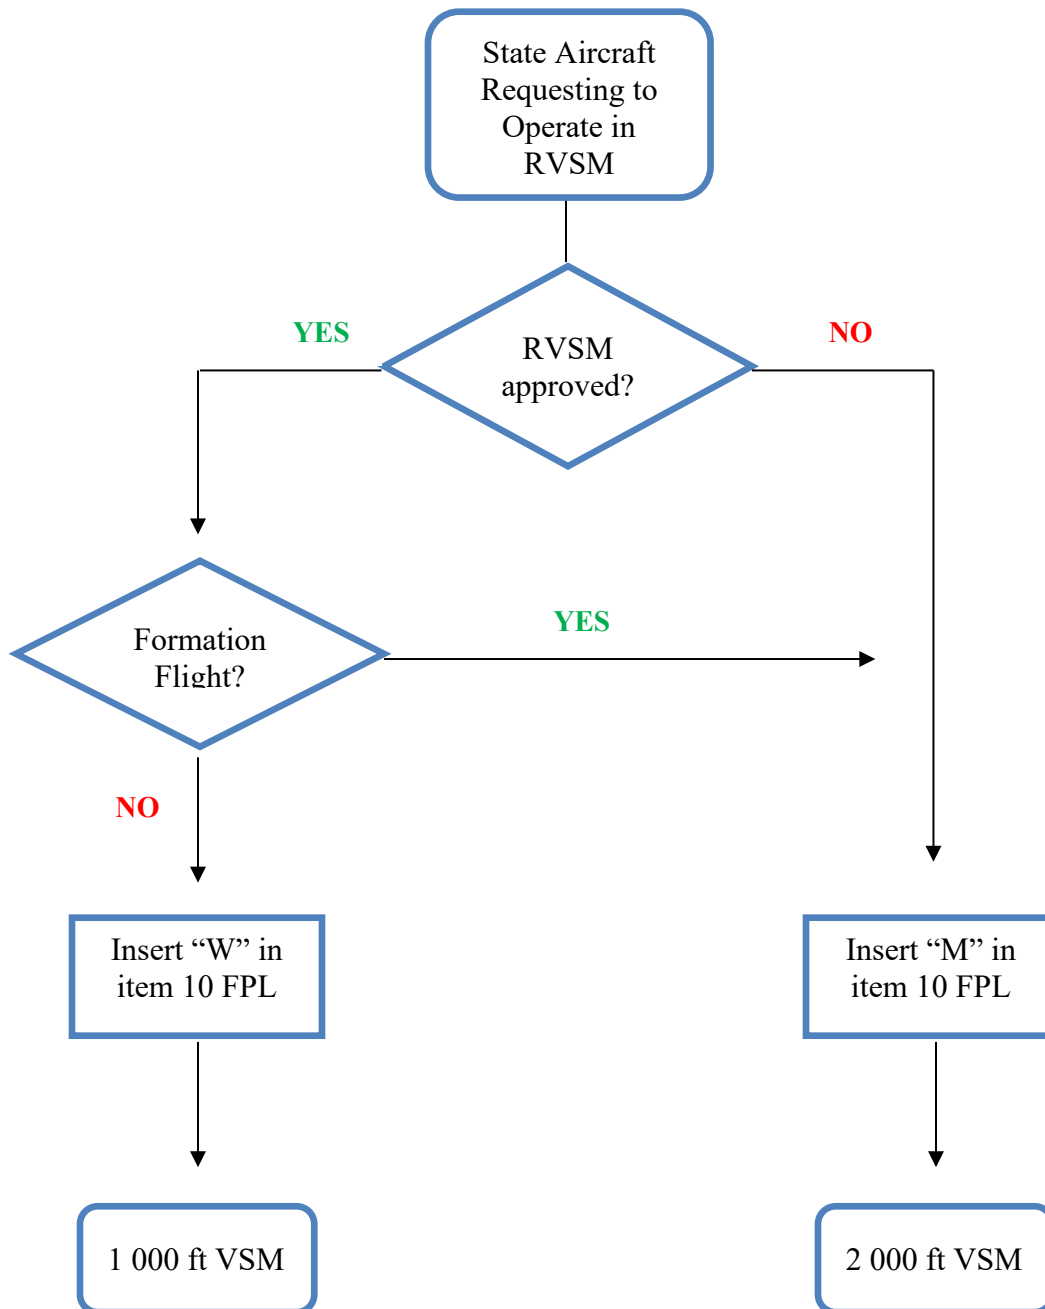 State Aircraft
Requesting to
Operate in
RVSM
YES
NO
RVSM
approved?
Formation
Flight?
YES
NO
Insert “W” in
item 10 FPL
Insert “M” in
item 10 FPL
1 000 ft VSM
2 000 ft VSM